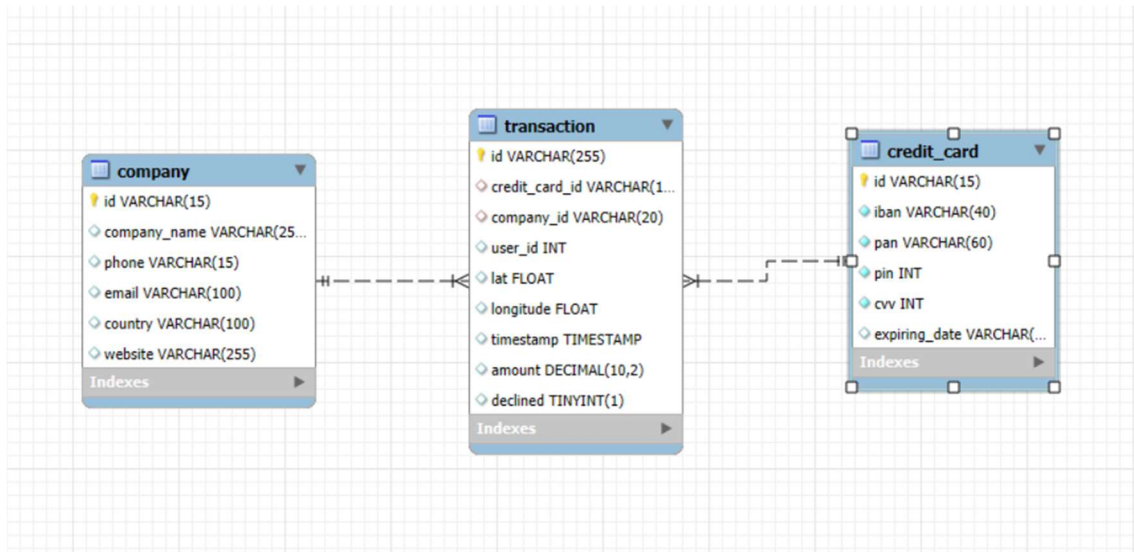 company
id VARCHAR(15)
company_name VARCHAR(25...
phone VARCHAR(15)
email VARCHAR(100)
country VARCHAR(100)
website VARCHAR(255)
Indexes
transaction
id VARCHAR(255)
credit_card_id VARCHAR(1...
company_id VARCHAR(20)
user_id INT
lat FLOAT
longitude FLOAT
timestamp TIMESTAMP
amount DECIMAL(10,2)
declined TINYINT(1)
Indexes
credit_card
id VARCHAR(15)
iban VARCHAR(40)
pan VARCHAR(60)
pin INT
cvv INT
expiring_date VARCHAR(...
Indexes